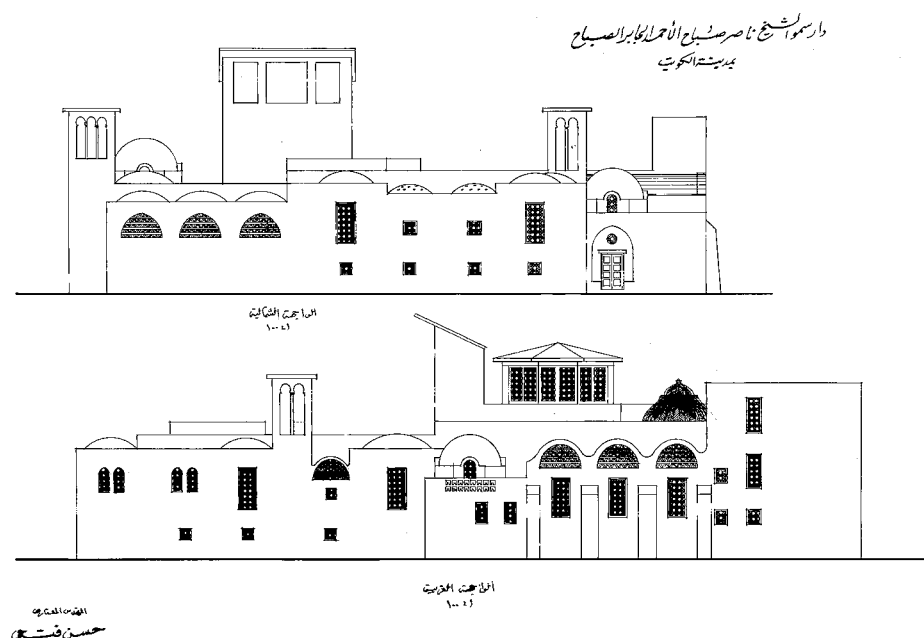 دار سمو الشيخ ناصر صباح الأحمد الجابر الصباح
بمدينة الكويت
الواجهة الشمالية
١:١٠٠
الواجهة الغربية
١:١٠٠
المهندس المعماري
حسن فتحي